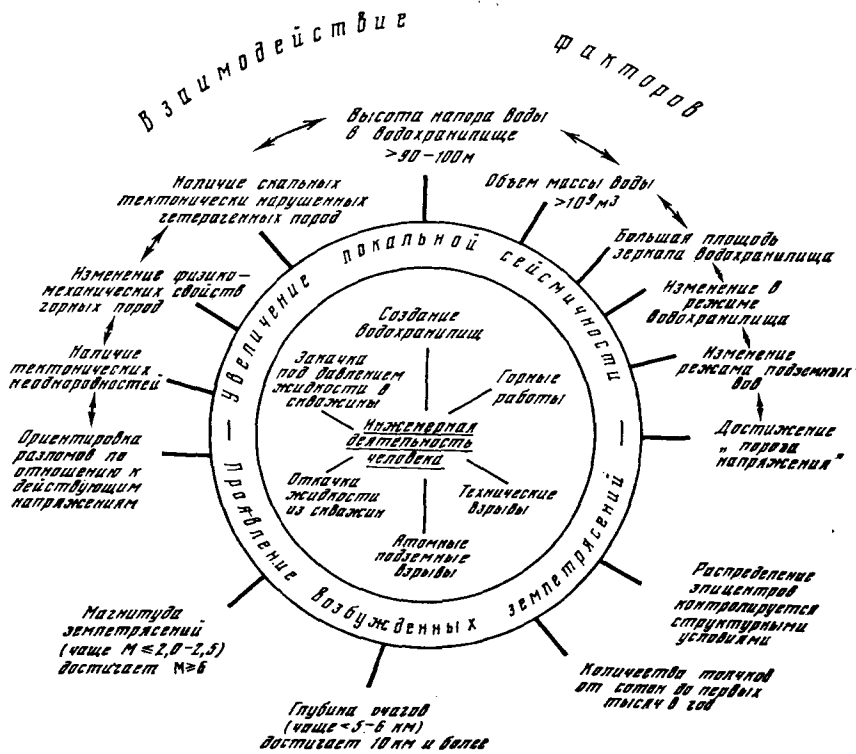 Взаимодействие факторов
Высота напора воды
в водохранилище
>90-100м
Наличие скальных
тектонически нарушенных
гетерагенных пород
Объем массы воды
>10⁹м³
Большая площадь
зеркала водохранилища
Изменение физико-
механических свойств
горных пород
Изменение в
режиме
водохранилища
Наличие
тектонических
неоднаровностей
Изменение
режама подземных
вов
Ориентировка
разломов по
отношению к
действующим
напряжениям
Достижение
„порога
напряжения"
— Увеличение локальной сейсмичности —
Создание
водохранилищ
Закачка
под давлением
жидкости в
скважины
Горные
работы
Инженерная
деятельность
человека
Откачка
жидкости
из скважин
Технические
взрывы
Атомные
подземные
взрывы
Проявление возбужденных землетрясений
Магнитуда
землетрясений
(чаще М ≤2,0-2,5)
достигает М≥6
Глубина очагов
(чаще <5-6 км)
достигает 10 км и более
Количества толчков
от сотен до первых
тысяч в год
Распределение
эпицентров
контролируется
структурными
условиями